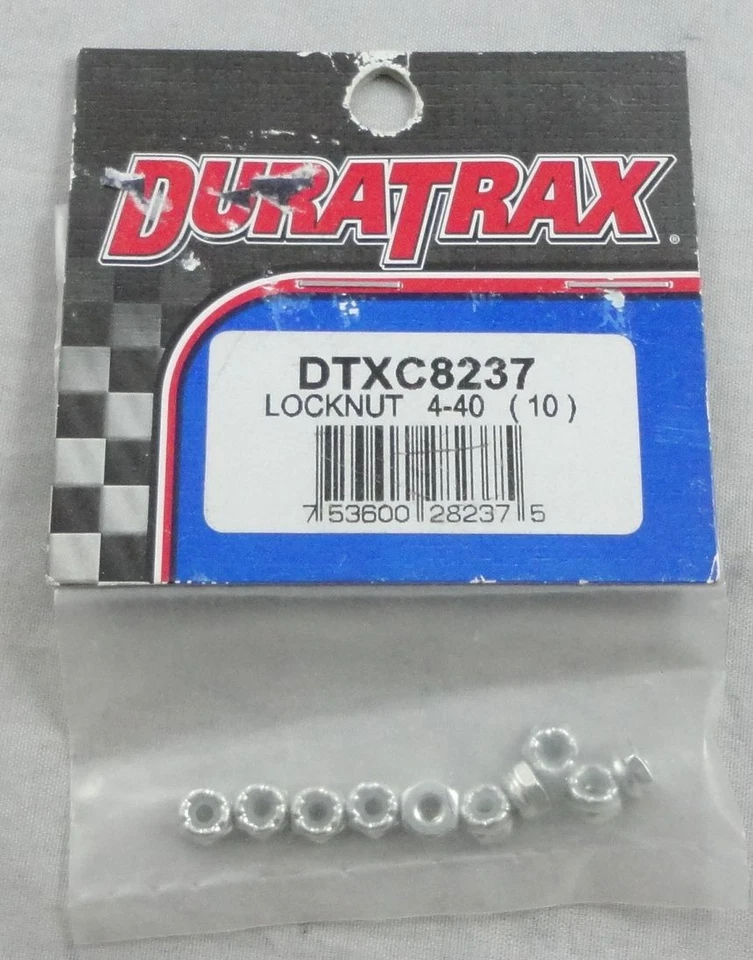 DURATRAX®
DTXC8237
LOCKNUT 4-40 (10)
7 53600 28237 5